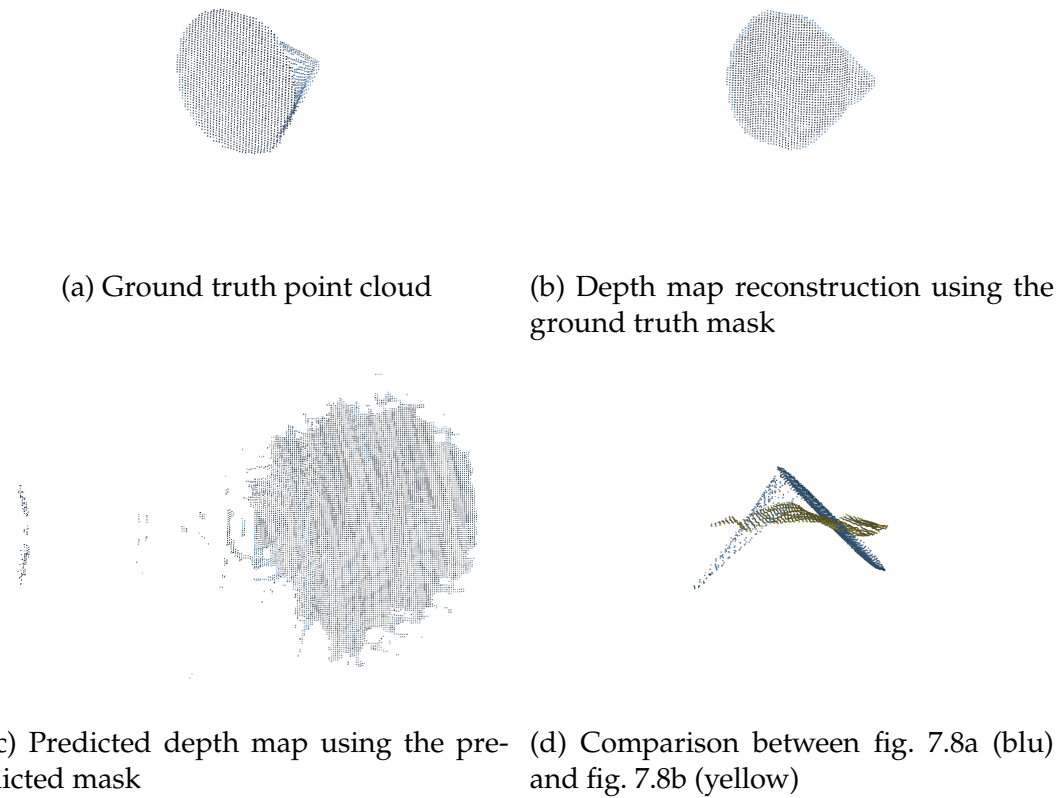 (a) Ground truth point cloud
(b) Depth map reconstruction using the
ground truth mask
c) Predicted depth map using the pre-
licted mask
(d) Comparison between fig. 7.8a (blu)
and fig. 7.8b (yellow)